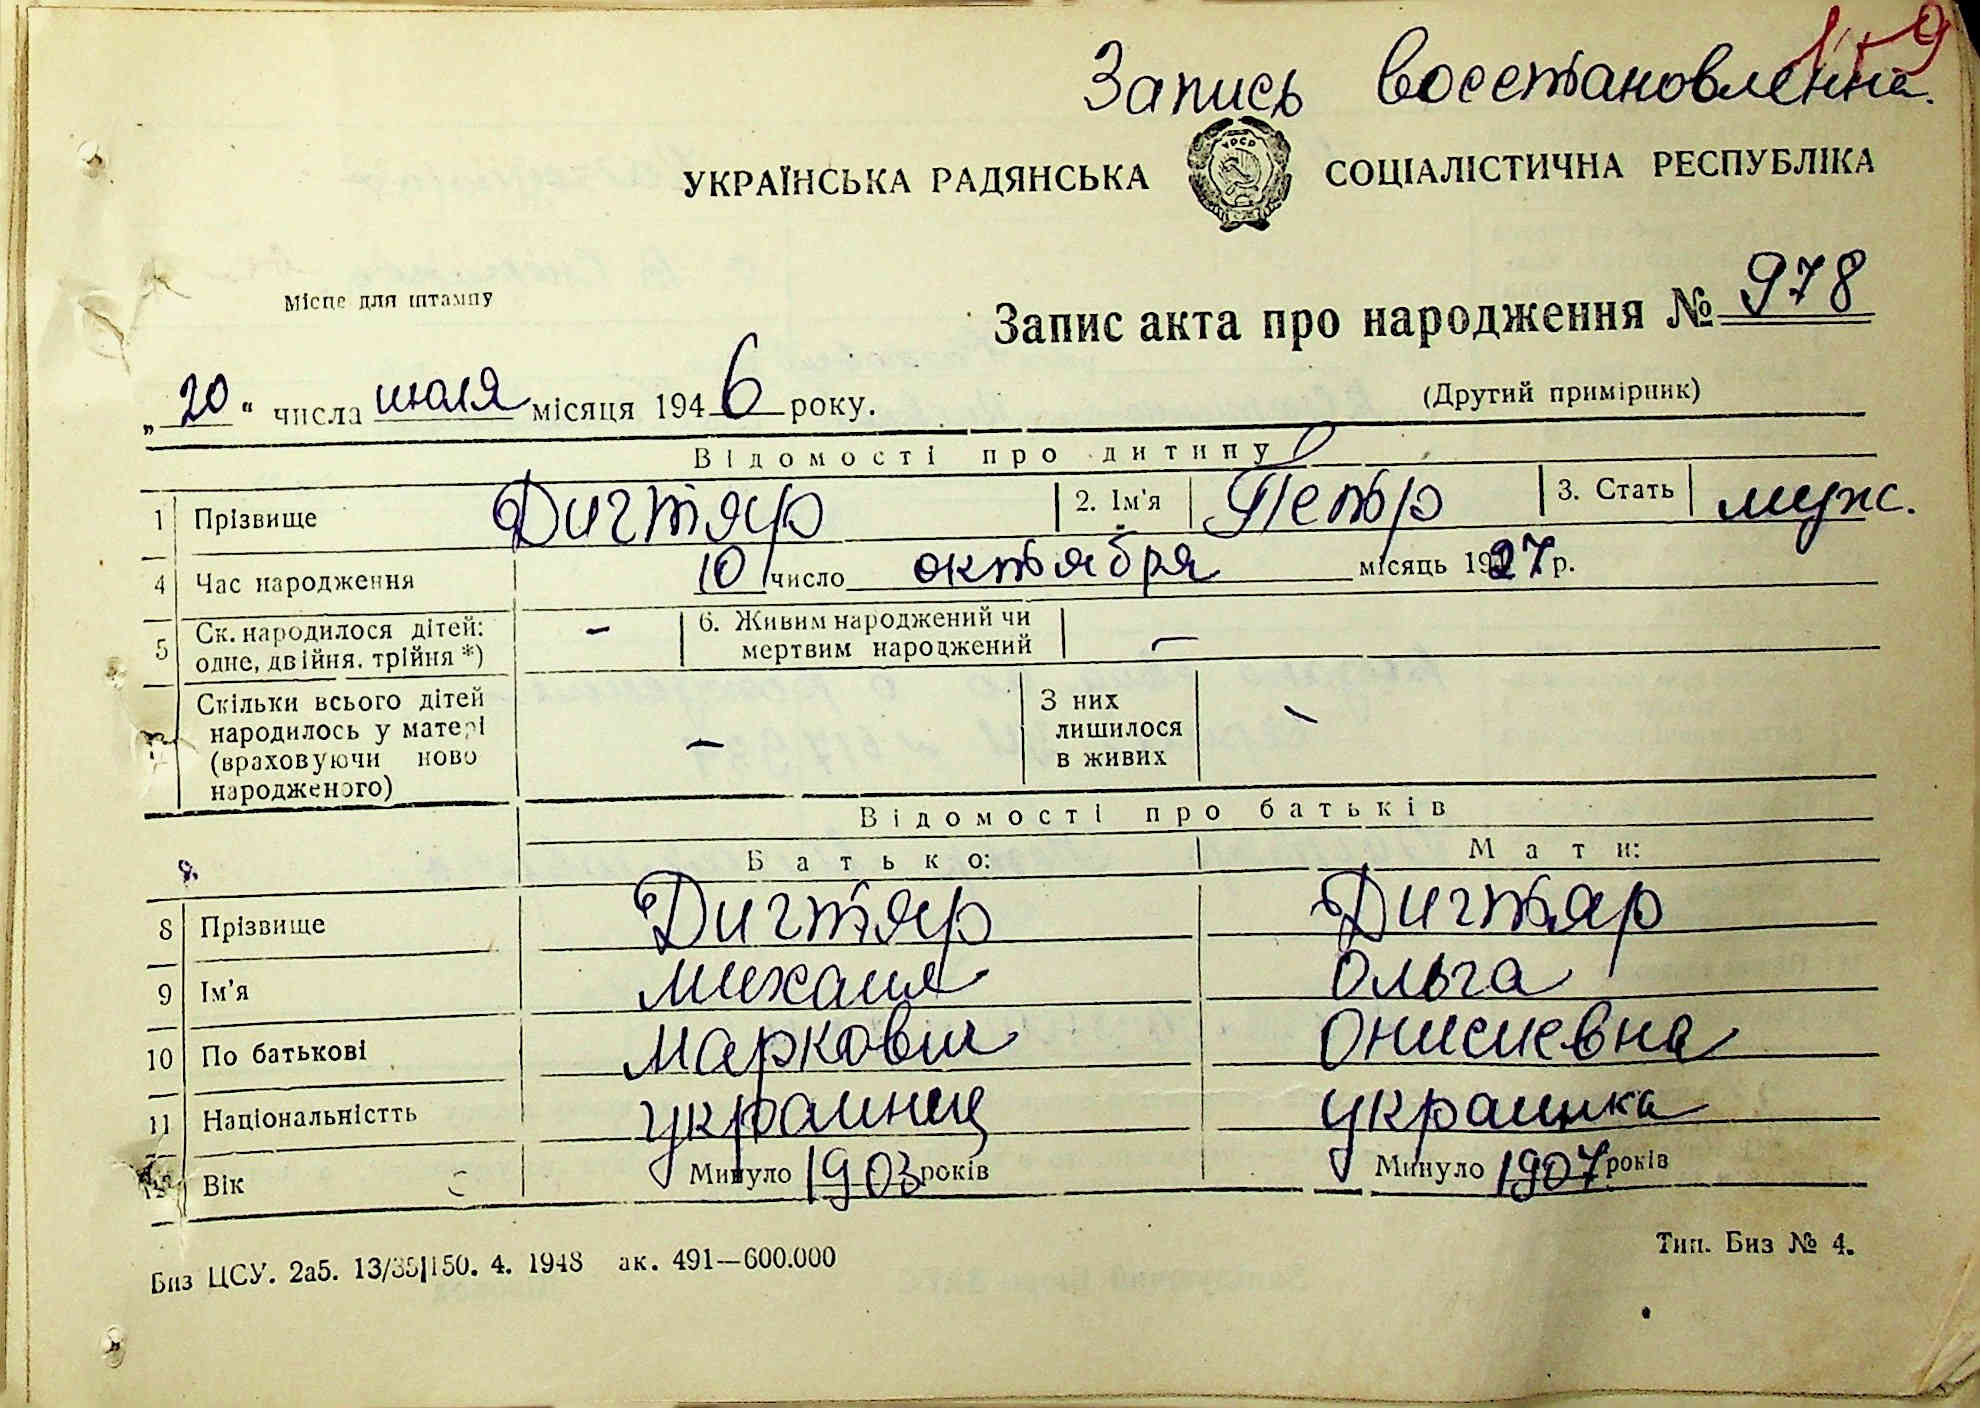 Запись восстановленна.
УКРАЇНСЬКА РАДЯНСЬКА СОЦІАЛІСТИЧНА РЕСПУБЛІКА
Місце для штампу
Запис акта про народження № 978
„20“ числа июля місяця 1946 року.
(Другий примірник)
Відомості про дитину
1 Прізвище Дигтяр 2. Ім'я Петр 3. Стать муж.
4 Час народження 10 число октября місяць 1927 р.
5 Ск. народилося дітей: одне, двійня, трійня *) — 6. Живим народжений чи мертвим народжений —
Скільки всього дітей народилось у матері (враховуючи ново народженого) — З них лишилося в живих —
Відомості про батьків
Батько: Мати:
8 Прізвище Дигтяр Дигтяр
9 Ім'я Михаил Ольга
10 По батькові Маркович Онисиевна
11 Національністть украинец украинка
12 Вік Минуло 1903 років Минуло 1907 років
Биз ЦСУ. 2а5. 13/35|150. 4. 1948 ак. 491—600.000
Тип. Биз № 4.